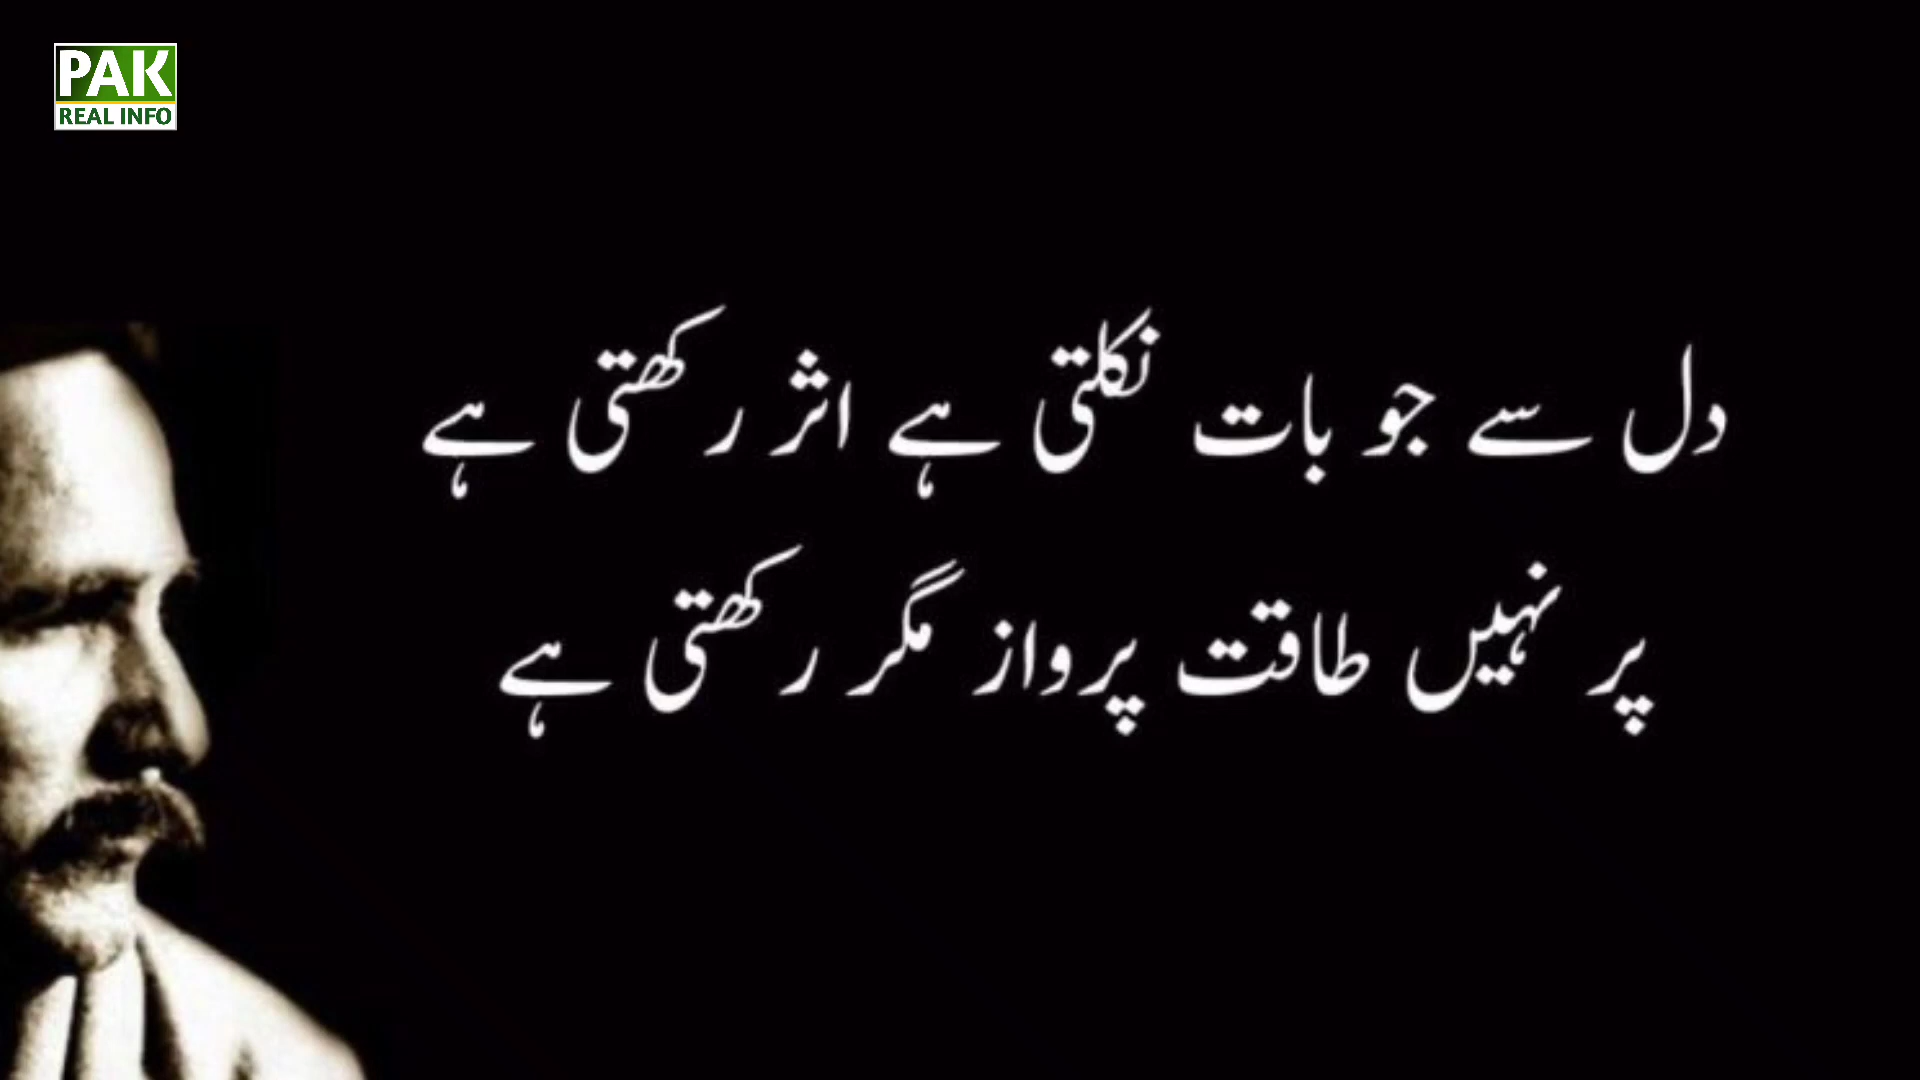 PAK
REAL INFO
دل سے جو بات نکلتی ہے اثر رکھتی ہے
پر نہیں طاقت پرواز مگر رکھتی ہے